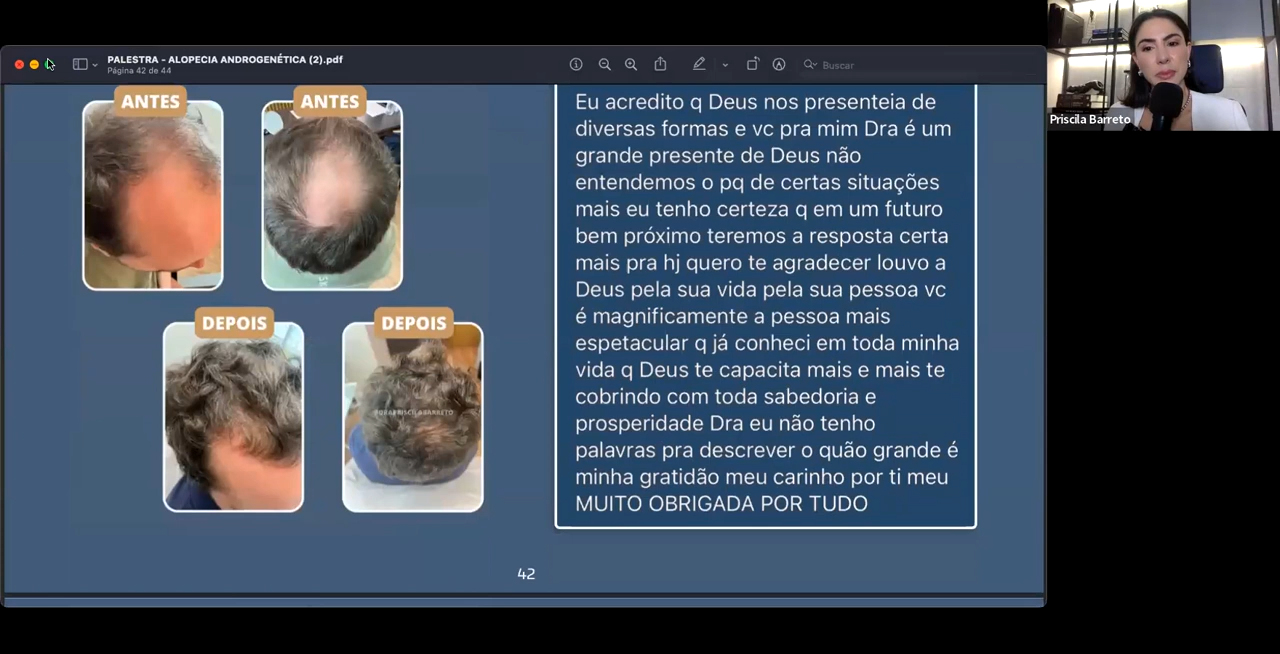 PALESTRA - ALOPECIA ANDROGENÉTICA (2).pdf
Página 42 de 44
Buscar
Priscila Barreto
ANTES
ANTES
DEPOIS
DEPOIS
@DRAPRISCILABARRETO
Eu acredito q Deus nos presenteia de
diversas formas e vc pra mim Dra é um
grande presente de Deus não
entendemos o pq de certas situações
mais eu tenho certeza q em um futuro
bem próximo teremos a resposta certa
mais pra hj quero te agradecer louvo a
Deus pela sua vida pela sua pessoa vc
é magnificamente a pessoa mais
espetacular q já conheci em toda minha
vida q Deus te capacita mais e mais te
cobrindo com toda sabedoria e
prosperidade Dra eu não tenho
palavras pra descrever o quão grande é
minha gratidão meu carinho por ti meu
MUITO OBRIGADA POR TUDO
42